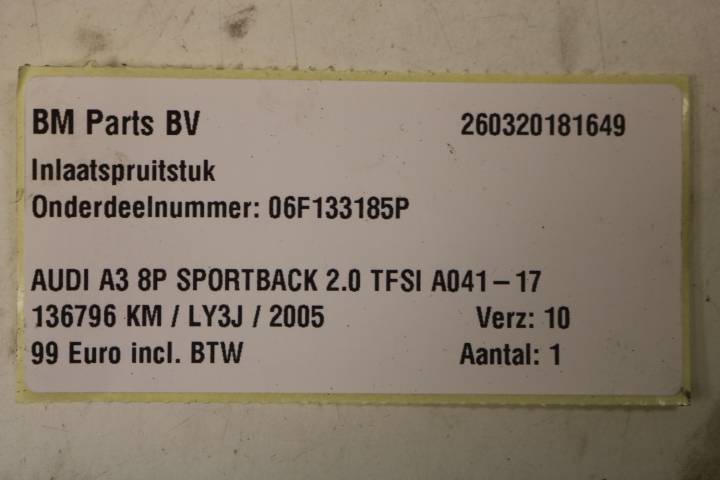 BM Parts BV 260320181649
Inlaatspruitstuk
Onderdeelnummer: 06F133185P
AUDI A3 8P SPORTBACK 2.0 TFSI A041-17
136796 KM / LY3J / 2005 Verz: 10
99 Euro incl. BTW Aantal: 1